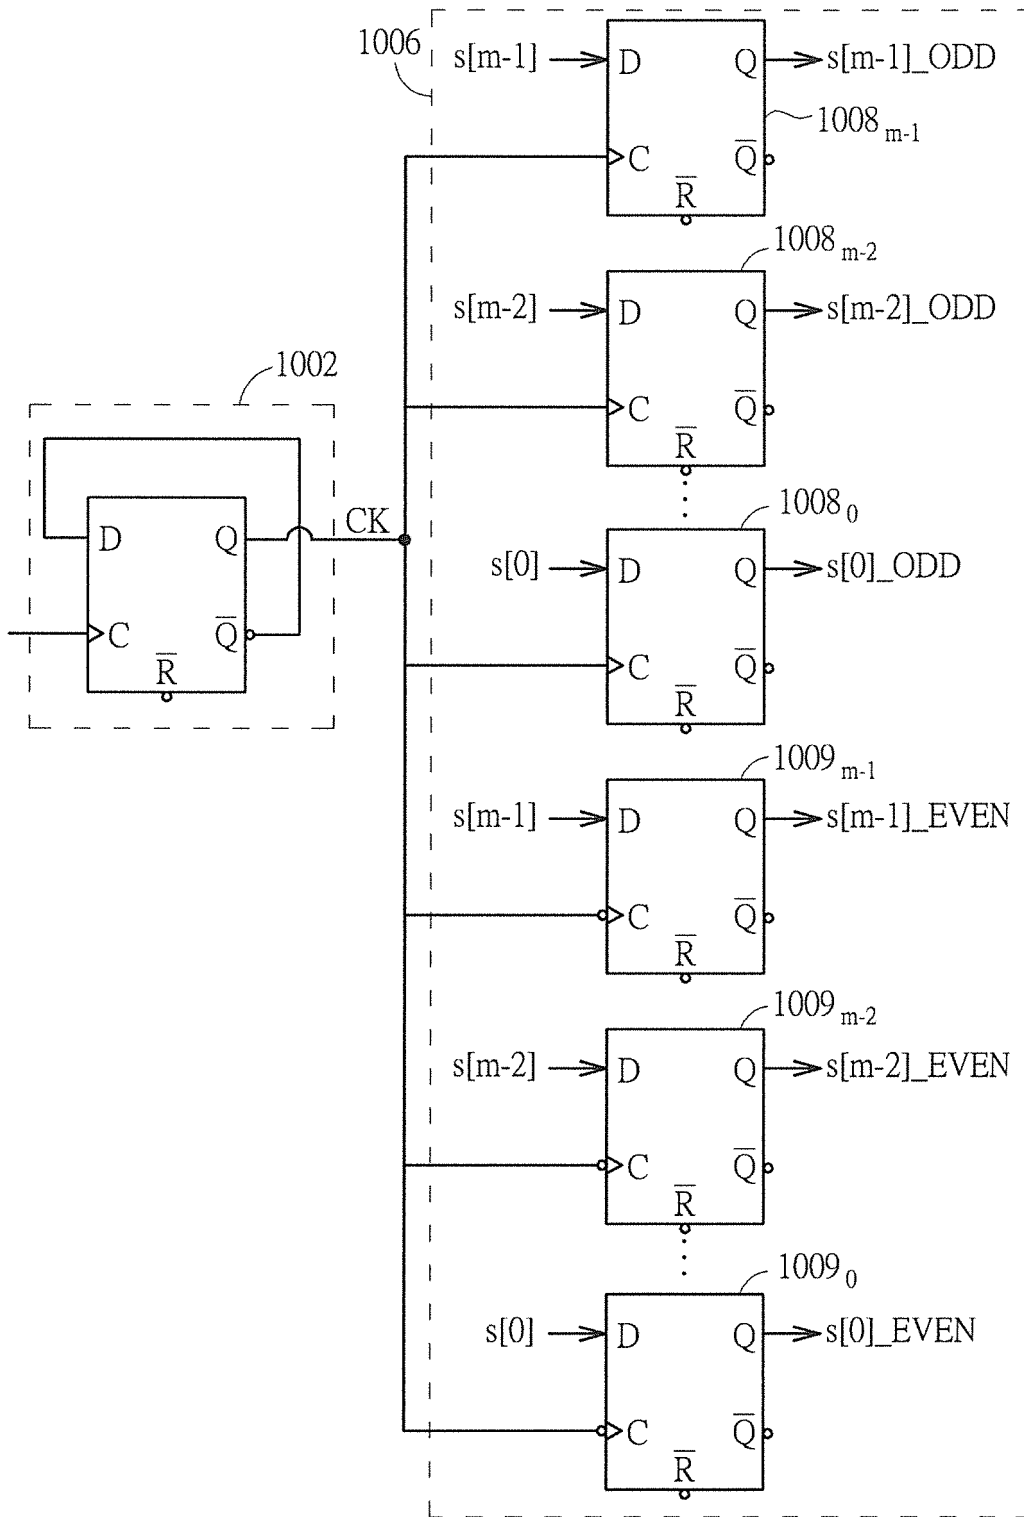 1006
s[m-1]
D
Q
s[m-1]_ODD
1008 m-1
C
Q̅
R̅
1008 m-2
s[m-2]
D
Q
s[m-2]_ODD
C
Q̅
R̅
1002
D
Q
CK
C
Q̅
R̅
1008 0
s[0]
D
Q
s[0]_ODD
C
Q̅
R̅
1009 m-1
s[m-1]
D
Q
s[m-1]_EVEN
C
Q̅
R̅
1009 m-2
s[m-2]
D
Q
s[m-2]_EVEN
C
Q̅
R̅
1009 0
s[0]
D
Q
s[0]_EVEN
C
Q̅
R̅